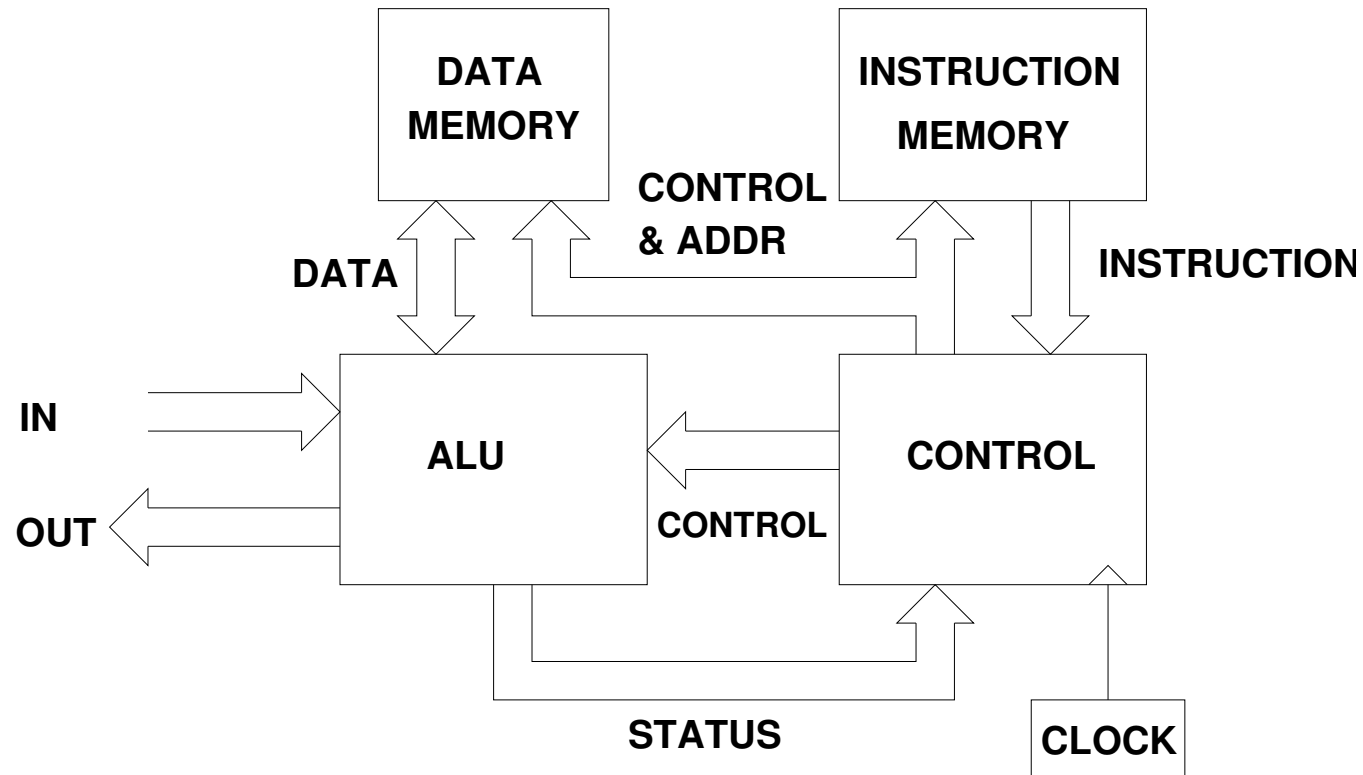 DATA
MEMORY
INSTRUCTION
MEMORY
CONTROL
& ADDR
DATA
INSTRUCTION
IN
ALU
CONTROL
OUT
CONTROL
STATUS
CLOCK